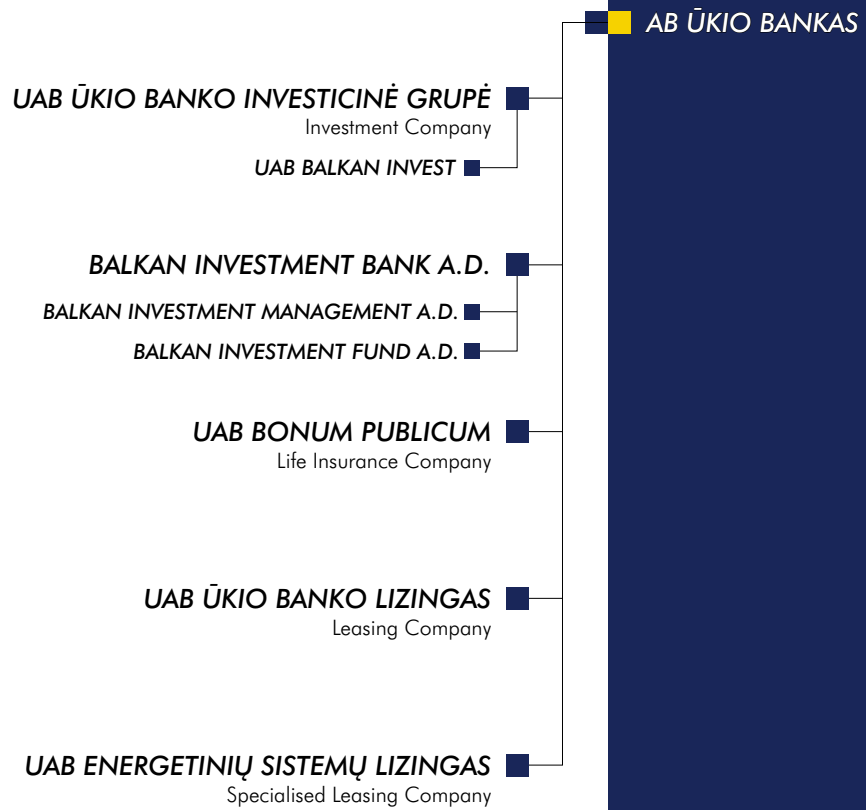 AB ŪKIO BANKAS
UAB ŪKIO BANKO INVESTICINĖ GRUPĖ
Investment Company
UAB BALKAN INVEST
BALKAN INVESTMENT BANK A.D.
BALKAN INVESTMENT MANAGEMENT A.D.
BALKAN INVESTMENT FUND A.D.
UAB BONUM PUBLICUM
Life Insurance Company
UAB ŪKIO BANKO LIZINGAS
Leasing Company
UAB ENERGETINIŲ SISTEMŲ LIZINGAS
Specialised Leasing Company